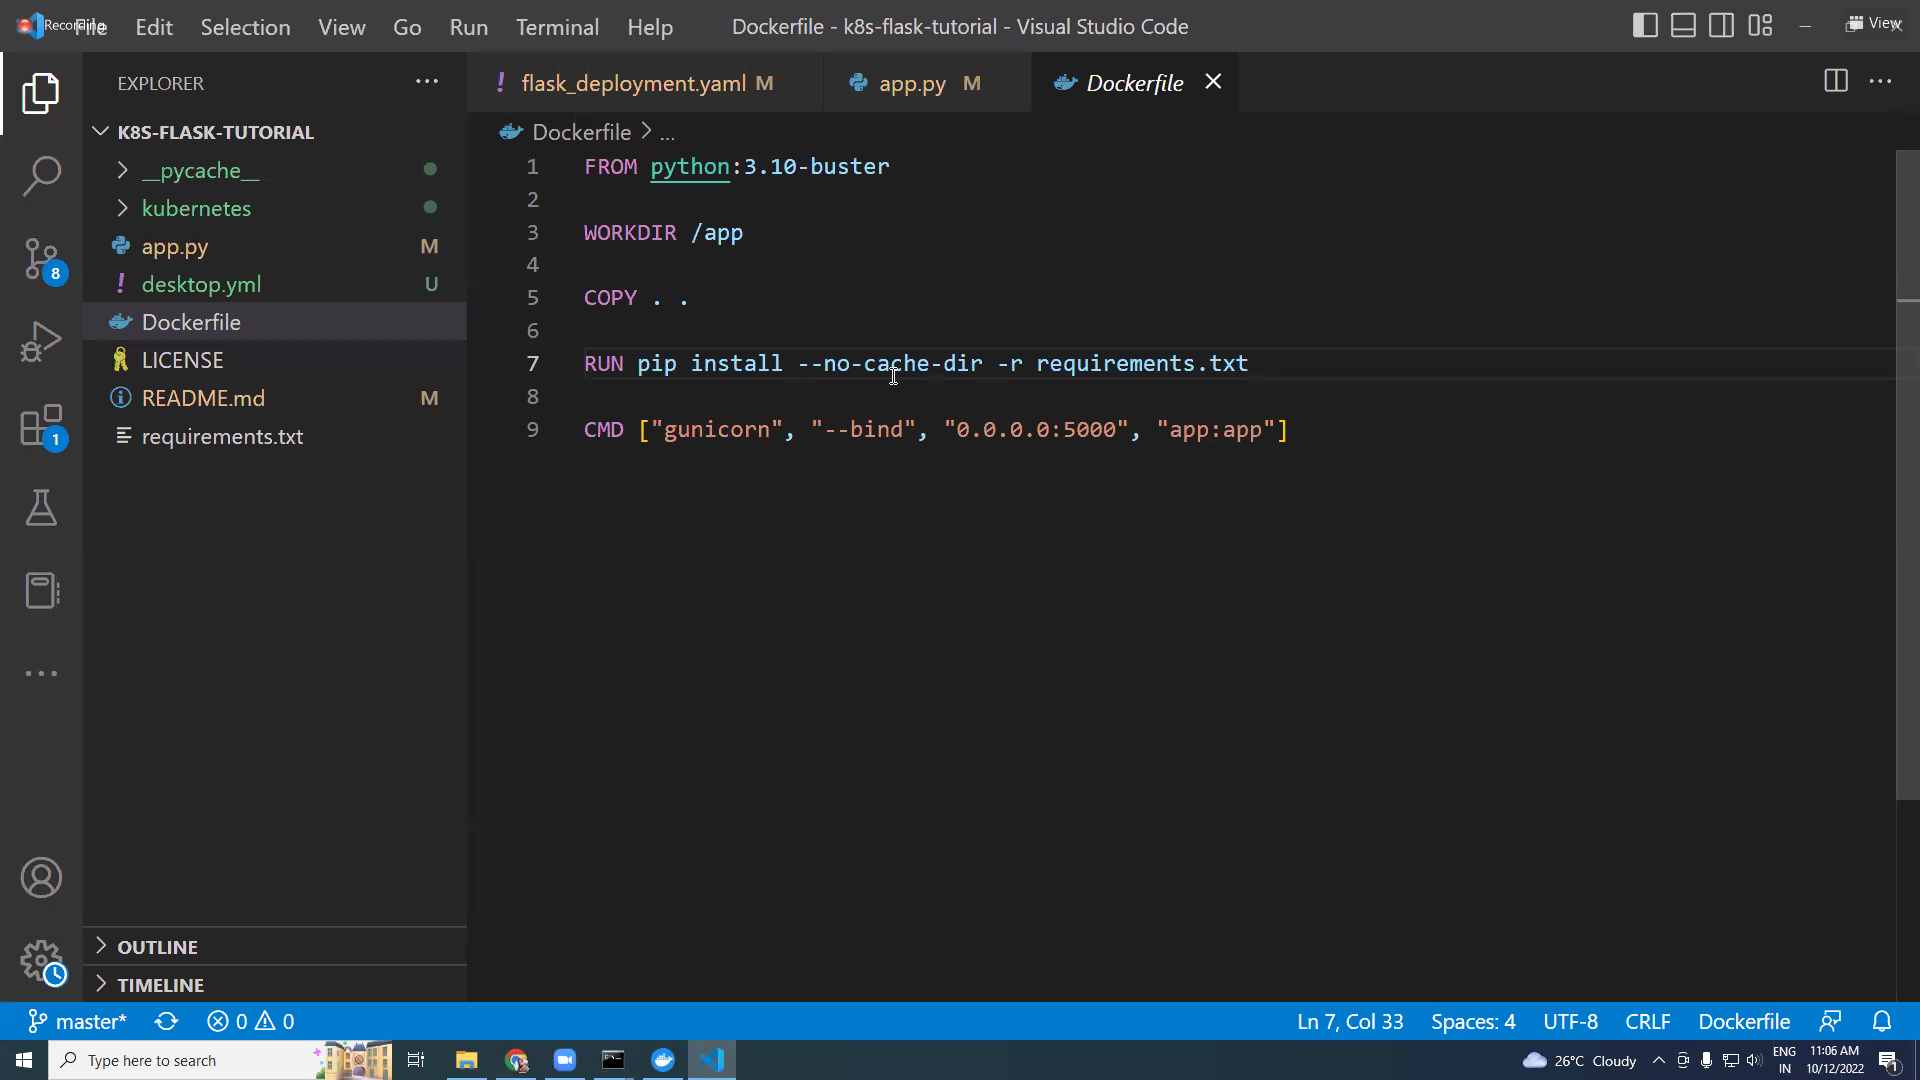 Recording File Edit Selection View Go Run Terminal Help Dockerfile - k8s-flask-tutorial - Visual Studio Code View
EXPLORER
K8S-FLASK-TUTORIAL
__pycache__
kubernetes
app.py M
desktop.yml U
Dockerfile
LICENSE
README.md M
requirements.txt
OUTLINE
TIMELINE
8
1
flask_deployment.yaml M app.py M Dockerfile
Dockerfile > ...
1 FROM python:3.10-buster
2
3 WORKDIR /app
4
5 COPY . .
6
7 RUN pip install --no-cache-dir -r requirements.txt
8
9 CMD ["gunicorn", "--bind", "0.0.0.0:5000", "app:app"]
master* 0 0 Ln 7, Col 33 Spaces: 4 UTF-8 CRLF Dockerfile
Type here to search 26°C Cloudy ENG IN 11:06 AM 10/12/2022 1